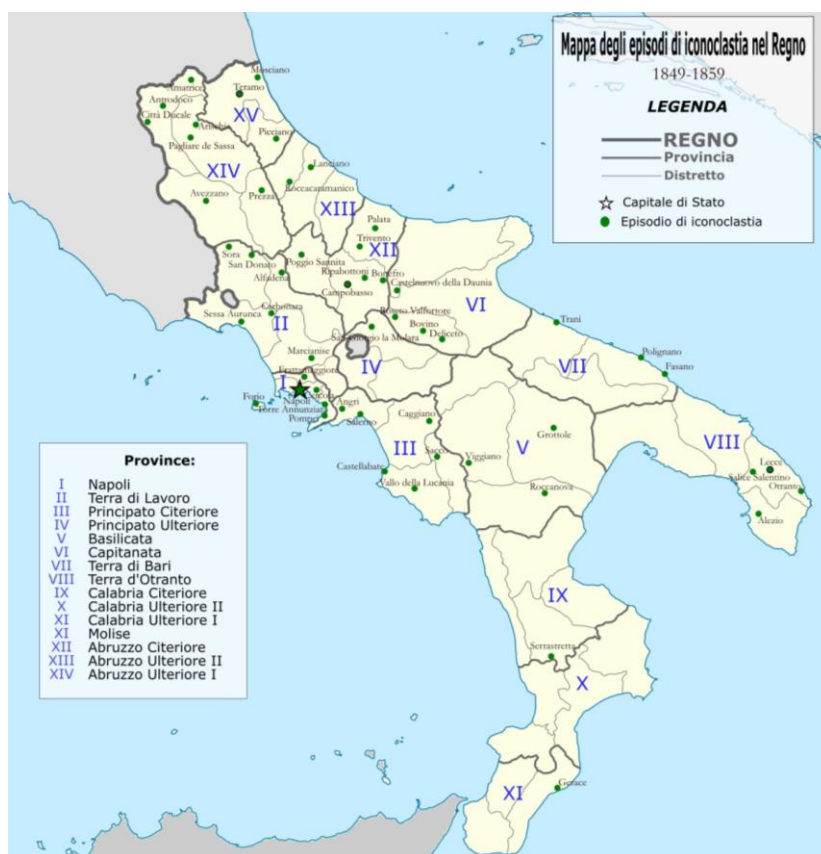 Mappa degli episodi di iconoclastia nel Regno
1849-1859
LEGENDA
REGNO
Provincia
Distretto
Capitale di Stato
Episodio di iconoclastia
Mosciano
Amatrice
Teramo
Antrodoco
XV
Città Ducale
Picciano
Pagliare de Sassa
Lanciano
XIV
Roccacaramanico
Avezzano
Prezza
XIII
Palata
Trivento
XII
Sora
San Donato
Poggio Sannita
Alfadena
Ripabottoni
Bonefro
Castelnuovo della Daunia
Campobasso
VI
Sessa Aurunca
Carbonara
II
Roseto Valfortore
Bovino
Deliceto
San Giorgio la Molara
Trani
Marcianise
IV
VII
Polignano
Fasano
Frattamaggiore
I
Napoli
Forio
Torre Annunziata
Pompei
Angri
Salerno
Caggiano
III
V
Grottole
VIII
Sacco
Viggiano
Castellabate
Vallo della Lucania
Roccanova
Lecce
Salice Salentino
Otranto
Alezio
IX
Serrastretta
X
XI
Gerace
Province:
I Napoli
II Terra di Lavoro
III Principato Citeriore
IV Principato Ulteriore
V Basilicata
VI Capitanata
VII Terra di Bari
VIII Terra d'Otranto
IX Calabria Citeriore
X Calabria Ulteriore II
XI Calabria Ulteriore I
XI Molise
XII Abruzzo Citeriore
XIII Abruzzo Ulteriore II
XIV Abruzzo Ulteriore I